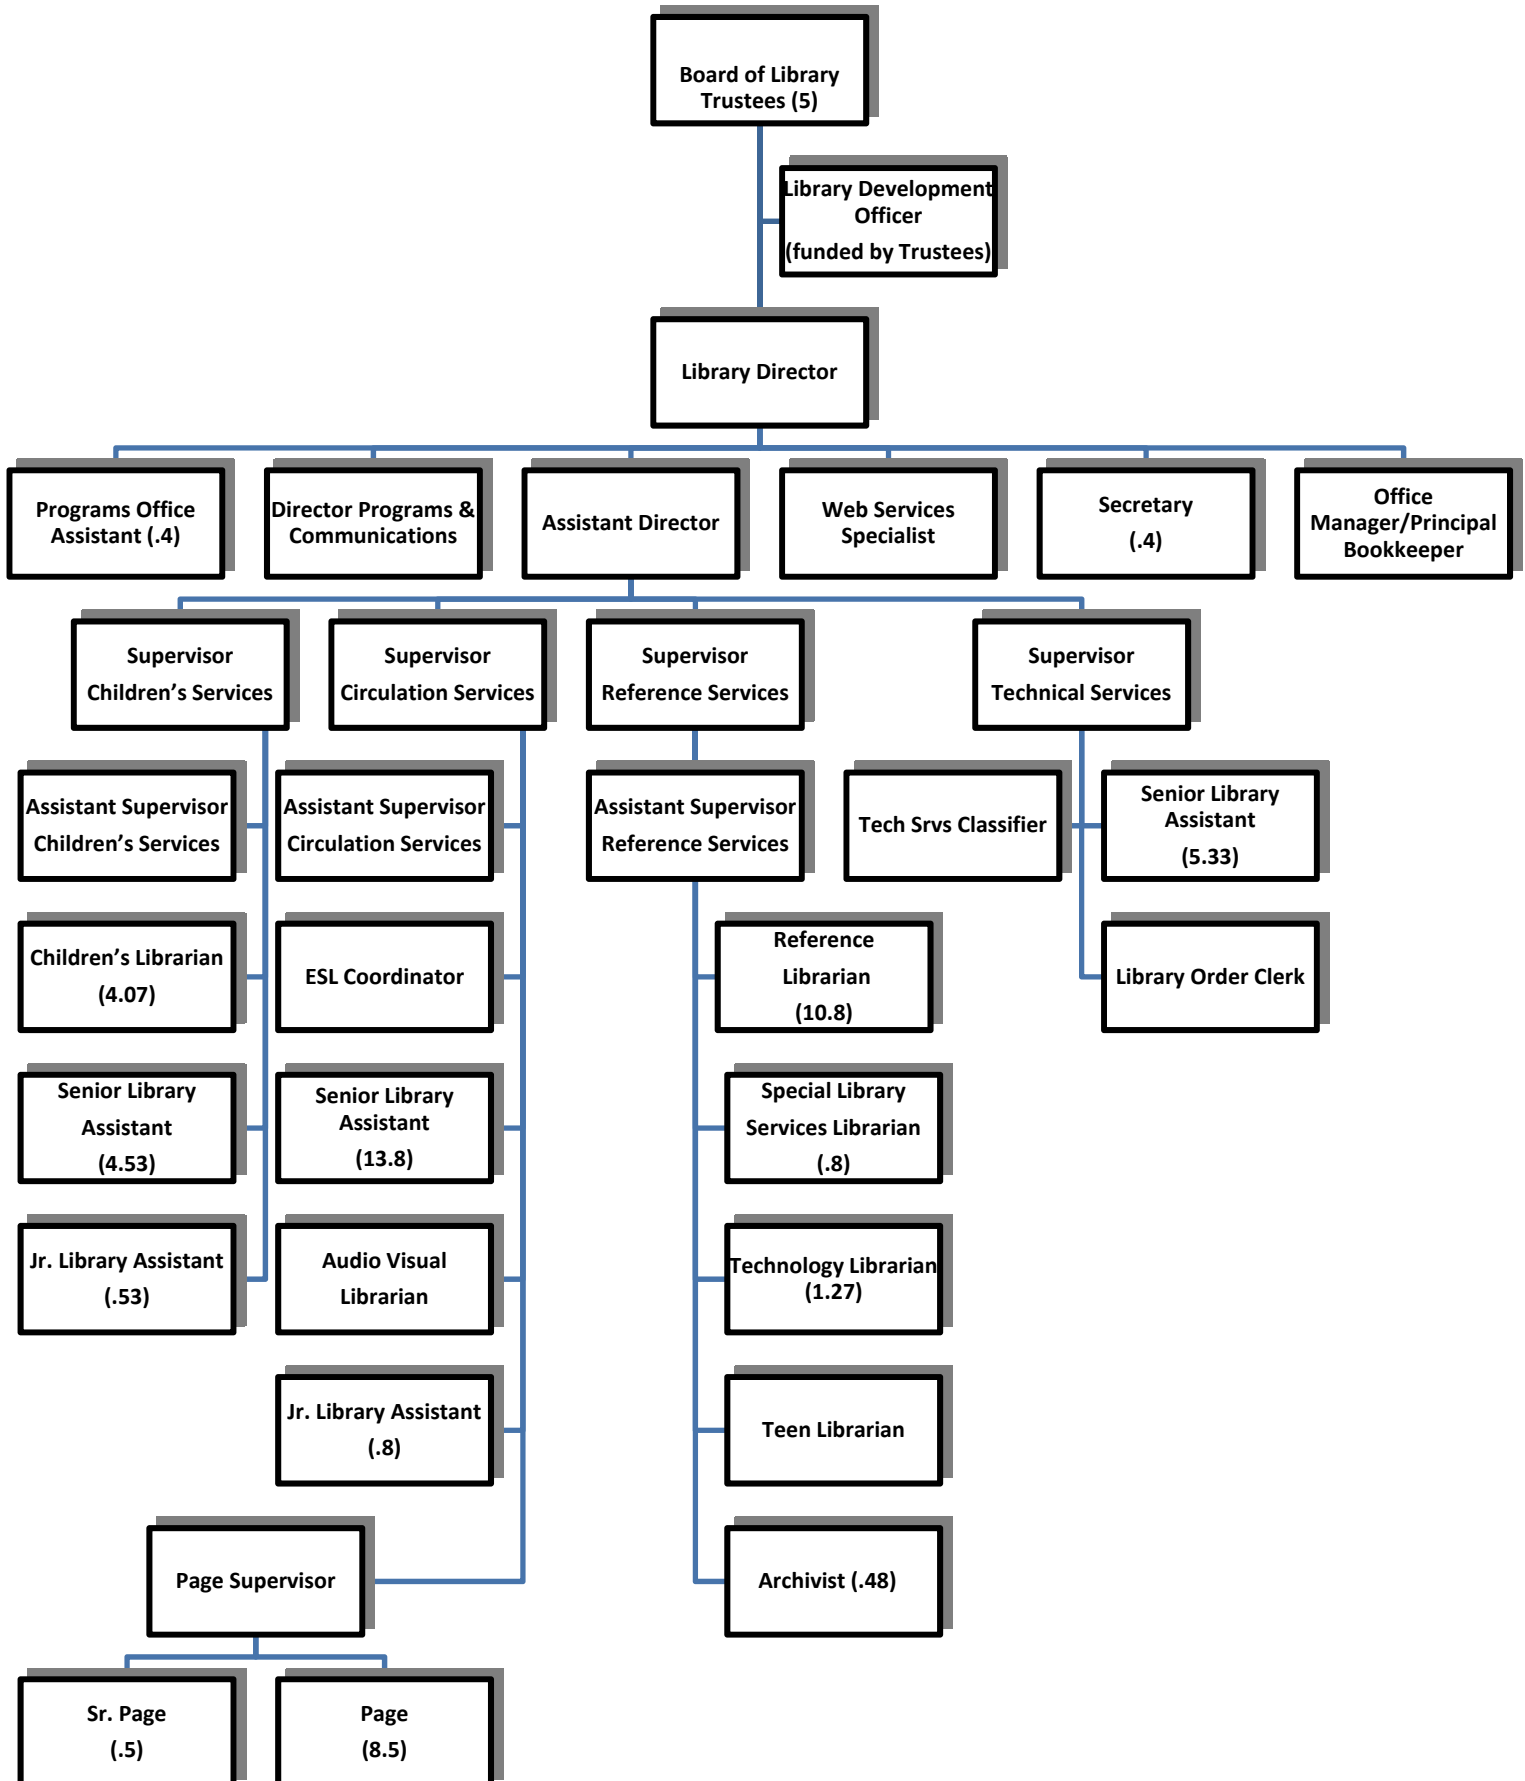 Board of Library
Trustees (5)
Library Development
Officer
(funded by Trustees)
Library Director
Programs Office
Assistant (.4)
Director Programs &
Communications
Assistant Director
Web Services
Specialist
Secretary
(.4)
Office
Manager/Principal
Bookkeeper
Supervisor
Children’s Services
Supervisor
Circulation Services
Supervisor
Reference Services
Supervisor
Technical Services
Assistant Supervisor
Children’s Services
Assistant Supervisor
Circulation Services
Assistant Supervisor
Reference Services
Tech Srvs Classifier
Senior Library
Assistant
(5.33)
Children’s Librarian
(4.07)
ESL Coordinator
Reference
Librarian
(10.8)
Library Order Clerk
Senior Library
Assistant
(4.53)
Senior Library
Assistant
(13.8)
Special Library
Services Librarian
(.8)
Jr. Library Assistant
(.53)
Audio Visual
Librarian
Technology Librarian
(1.27)
Jr. Library Assistant
(.8)
Teen Librarian
Page Supervisor
Archivist (.48)
Sr. Page
(.5)
Page
(8.5)